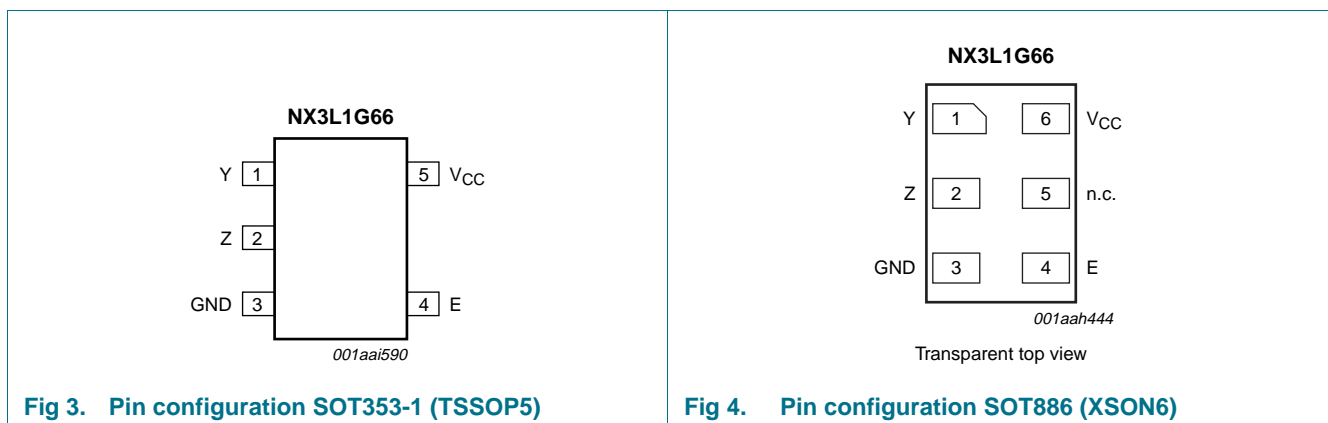 NX3L1G66
Y 1
5 VCC
Z 2
GND 3
4 E
001aai590
Fig 3. Pin configuration SOT353-1 (TSSOP5)
NX3L1G66
Y 1
6 VCC
Z 2
5 n.c.
GND 3
4 E
001aah444
Transparent top view
Fig 4. Pin configuration SOT886 (XSON6)